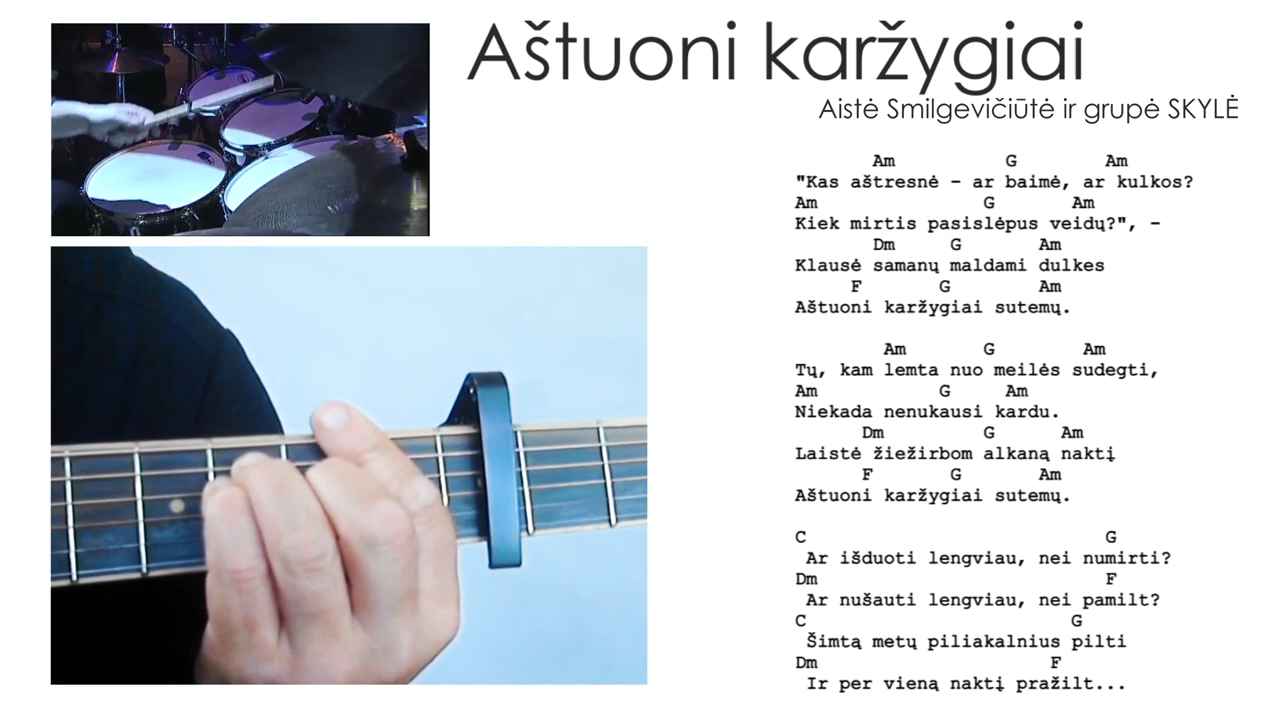 Aštuoni karžygiai
Aistė Smilgevičiūtė ir grupė SKYLĖ
Am G Am
"Kas aštresnė – ar baimė, ar kulkos?
Am G Am
Kiek mirtis pasislėpus veidų?", –
Dm G Am
Klausė samanų maldami dulkes
F G Am
Aštuoni karžygiai sutemų.
Am G Am
Tų, kam lemta nuo meilės sudegti,
Am G Am
Niekada nenukausi kardu.
Dm G Am
Laistė žiežirbom alkaną naktį
F G Am
Aštuoni karžygiai sutemų.
C G
Ar išduoti lengviau, nei numirti?
Dm F
Ar nušauti lengviau, nei pamilt?
C G
Šimtą metų piliakalnius pilti
Dm F
Ir per vieną naktį pražilt...